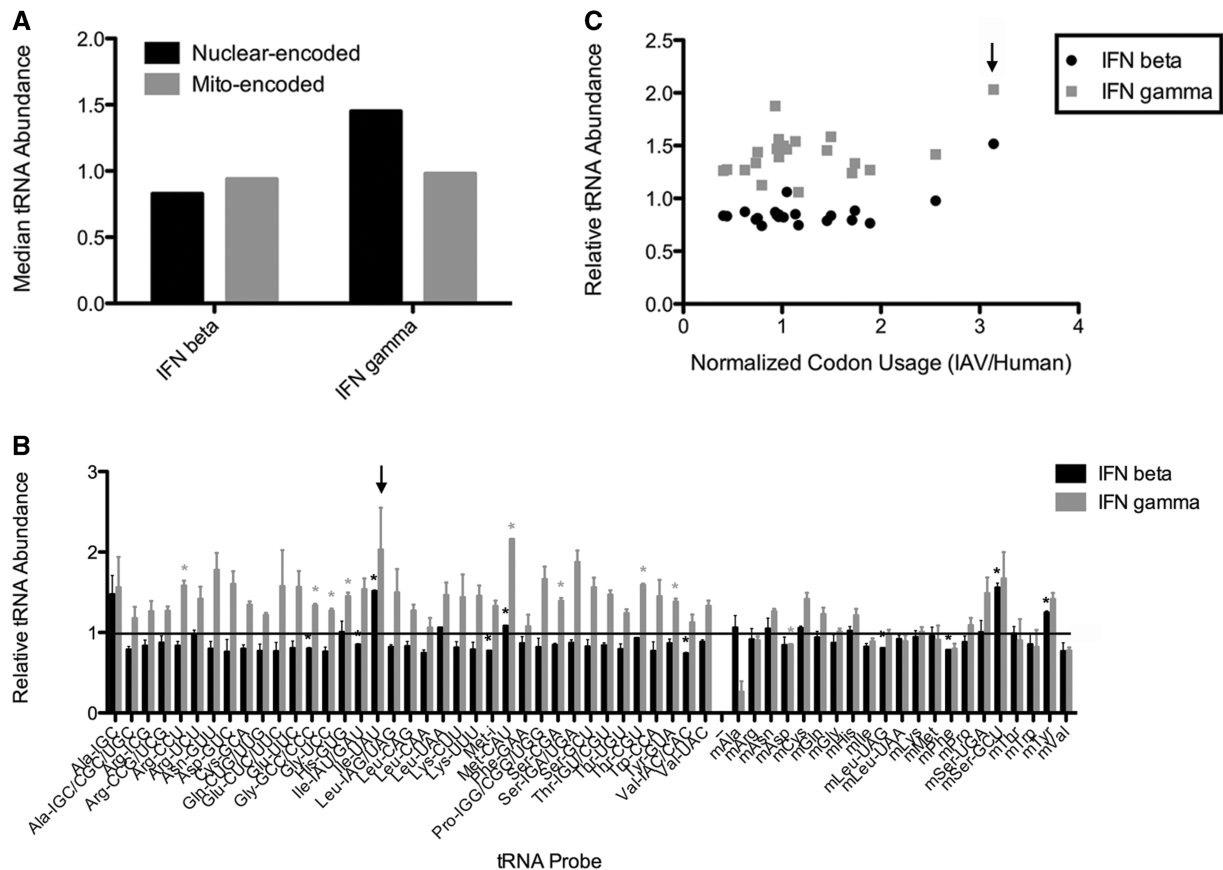 A
Median tRNA Abundance
2.0
1.5
1.0
0.5
0.0
Nuclear-encoded
Mito-encoded
IFN beta
IFN gamma
C
Relative tRNA Abundance
2.5
2.0
1.5
1.0
0.5
0.0
0 1 2 3 4
Normalized Codon Usage (IAV/Human)
IFN beta
IFN gamma
B
Relative tRNA Abundance
3
2
1
0
IFN beta
IFN gamma
Ala-IGC
Ala-IGC/CGC/UGC
Arg-ICG
Arg-UCG
Arg-CCG/CCU
Arg-UCU
Asn-GUU
Asp-GUC
Cys-GCA
Gln-CUG/UUG
Glu-CUC/UUC
Glu-UUC
Gly-GCC/CCC
Gly-UCC
His-GUG
Ile-IAU/GAU
Ile-UAU
Leu-IAG/UAG
Leu-CAG
Leu-CAA
Leu-UAA
Lys-CUU
Lys-UUU
Met-i
Met-CAU
Phe-GAA
Pro-IGG/CGG/UGG
Ser-CGA
Ser-IGA/UGA
Ser-GCU
Thr-IGU/CGU
Thr-CGU
Thr-UGU
Trp-CCA
Tyr-GUA
Val-IAC/CAC
Val-UAC
mAla
mArg
mAsn
mAsp
mCys
mGln
mGly
mHis
mIle
mLeu-UAG
mLeu-UAA
mLys
mMet
mPhe
mPro
mSer-UGA
mSer-GCU
mThr
mTrp
mTyr
mVal
tRNA Probe